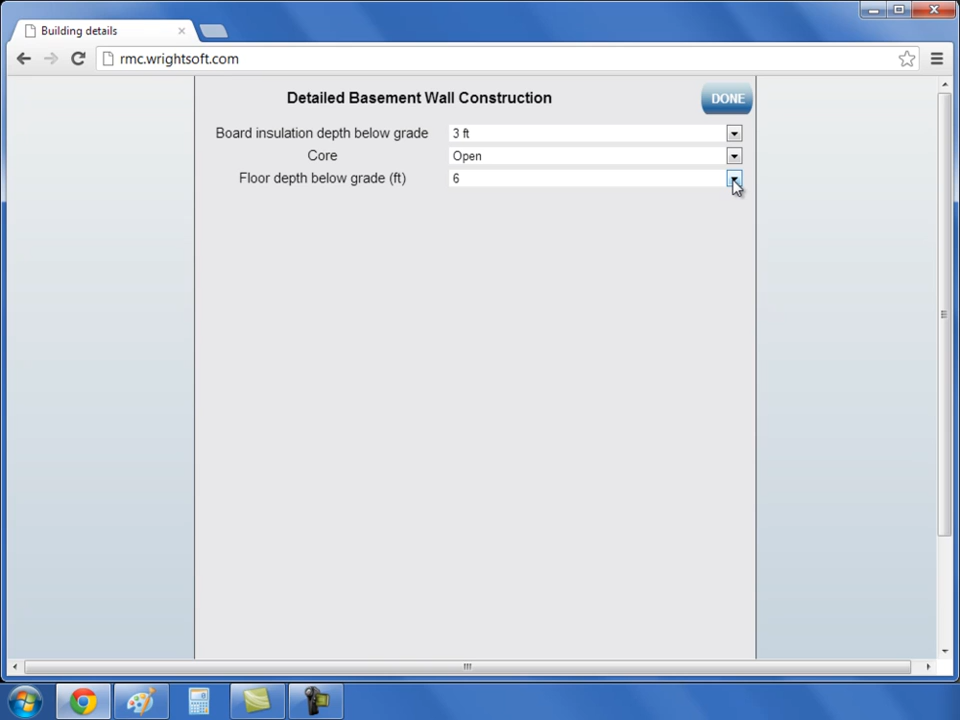 Building details
rmc.wrightsoft.com
Detailed Basement Wall Construction
DONE
Board insulation depth below grade 3 ft
Core Open
Floor depth below grade (ft) 6